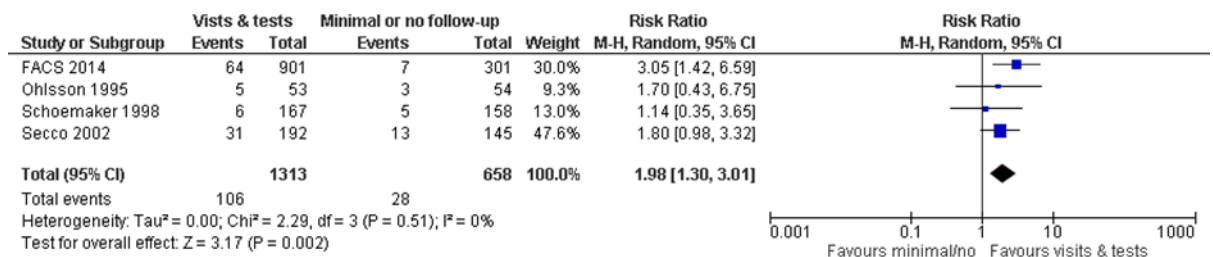 Vists & tests Minimal or no follow-up Risk Ratio Risk Ratio
Study or Subgroup Events Total Events Total Weight M-H, Random, 95% CI M-H, Random, 95% CI
FACS 2014 64 901 7 301 30.0% 3.05 [1.42, 6.59]
Ohlsson 1995 5 53 3 54 9.3% 1.70 [0.43, 6.75]
Schoemaker 1998 6 167 5 158 13.0% 1.14 [0.35, 3.65]
Secco 2002 31 192 13 145 47.6% 1.80 [0.98, 3.32]
Total (95% CI) 1313 658 100.0% 1.98 [1.30, 3.01]
Total events 106 28
Heterogeneity: Tau² = 0.00; Chi² = 2.29, df = 3 (P = 0.51); I² = 0%
Test for overall effect: Z = 3.17 (P = 0.002)
0.001 0.1 1 10 1000
Favours minimal/no Favours visits & tests